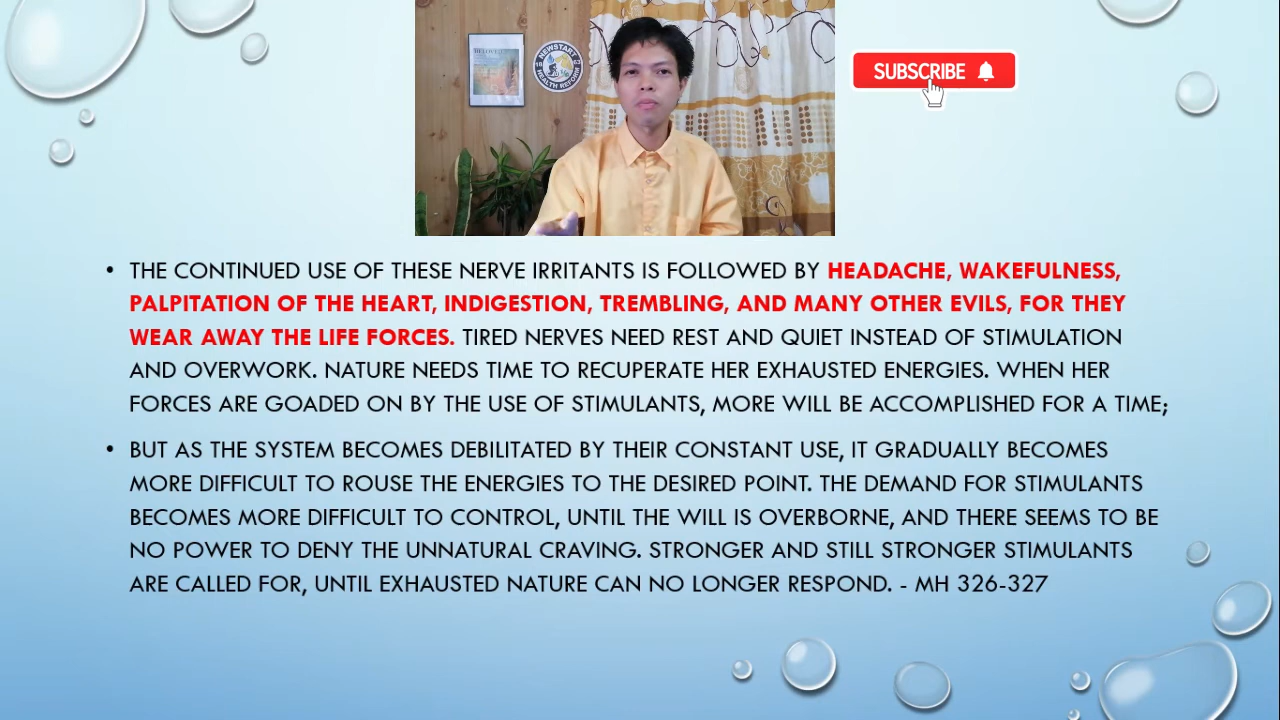 BELOVED
NEWSTART
1863
HEALTH REFORM
SUBSCRIBE
• THE CONTINUED USE OF THESE NERVE IRRITANTS IS FOLLOWED BY HEADACHE, WAKEFULNESS,
PALPITATION OF THE HEART, INDIGESTION, TREMBLING, AND MANY OTHER EVILS, FOR THEY
WEAR AWAY THE LIFE FORCES. TIRED NERVES NEED REST AND QUIET INSTEAD OF STIMULATION
AND OVERWORK. NATURE NEEDS TIME TO RECUPERATE HER EXHAUSTED ENERGIES. WHEN HER
FORCES ARE GOADED ON BY THE USE OF STIMULANTS, MORE WILL BE ACCOMPLISHED FOR A TIME;
• BUT AS THE SYSTEM BECOMES DEBILITATED BY THEIR CONSTANT USE, IT GRADUALLY BECOMES
MORE DIFFICULT TO ROUSE THE ENERGIES TO THE DESIRED POINT. THE DEMAND FOR STIMULANTS
BECOMES MORE DIFFICULT TO CONTROL, UNTIL THE WILL IS OVERBORNE, AND THERE SEEMS TO BE
NO POWER TO DENY THE UNNATURAL CRAVING. STRONGER AND STILL STRONGER STIMULANTS
ARE CALLED FOR, UNTIL EXHAUSTED NATURE CAN NO LONGER RESPOND. - MH 326-327